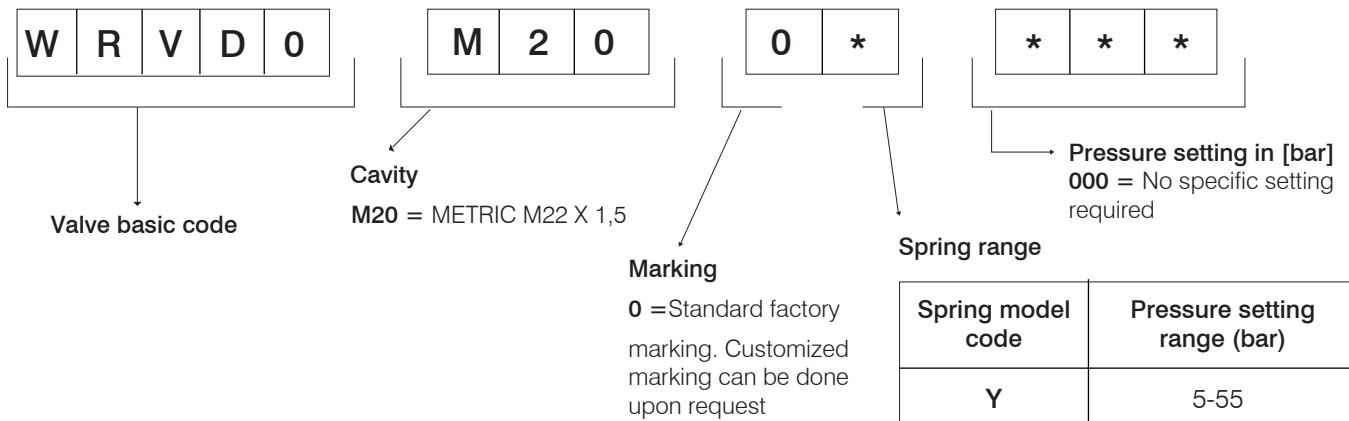 W R V D 0 M 2 0 0 * * * *
Valve basic code
Cavity
M20 = METRIC M22 X 1,5
Marking
0 =Standard factory
marking. Customized
marking can be done
upon request
Pressure setting in [bar]
000 = No specific setting
required
Spring range
Spring model
code
Pressure setting
range (bar)
Y 5-55